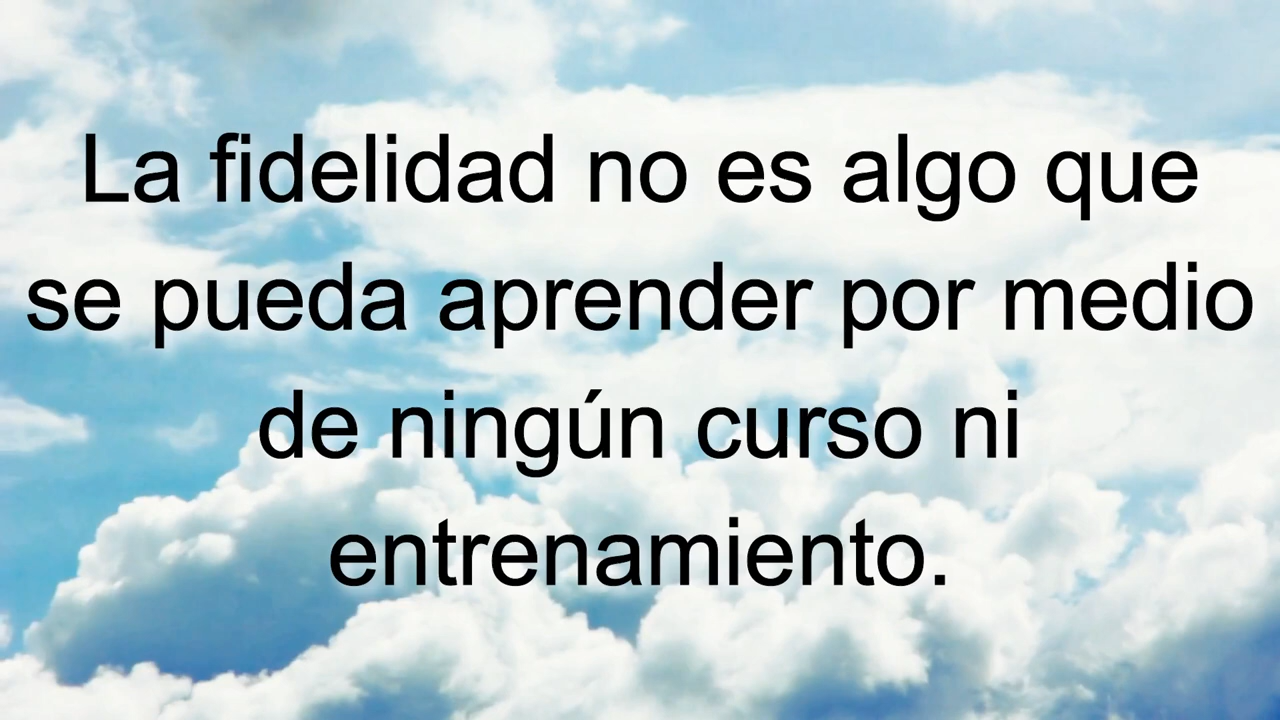 La fidelidad no es algo que
se pueda aprender por medio
de ningún curso ni
entrenamiento.